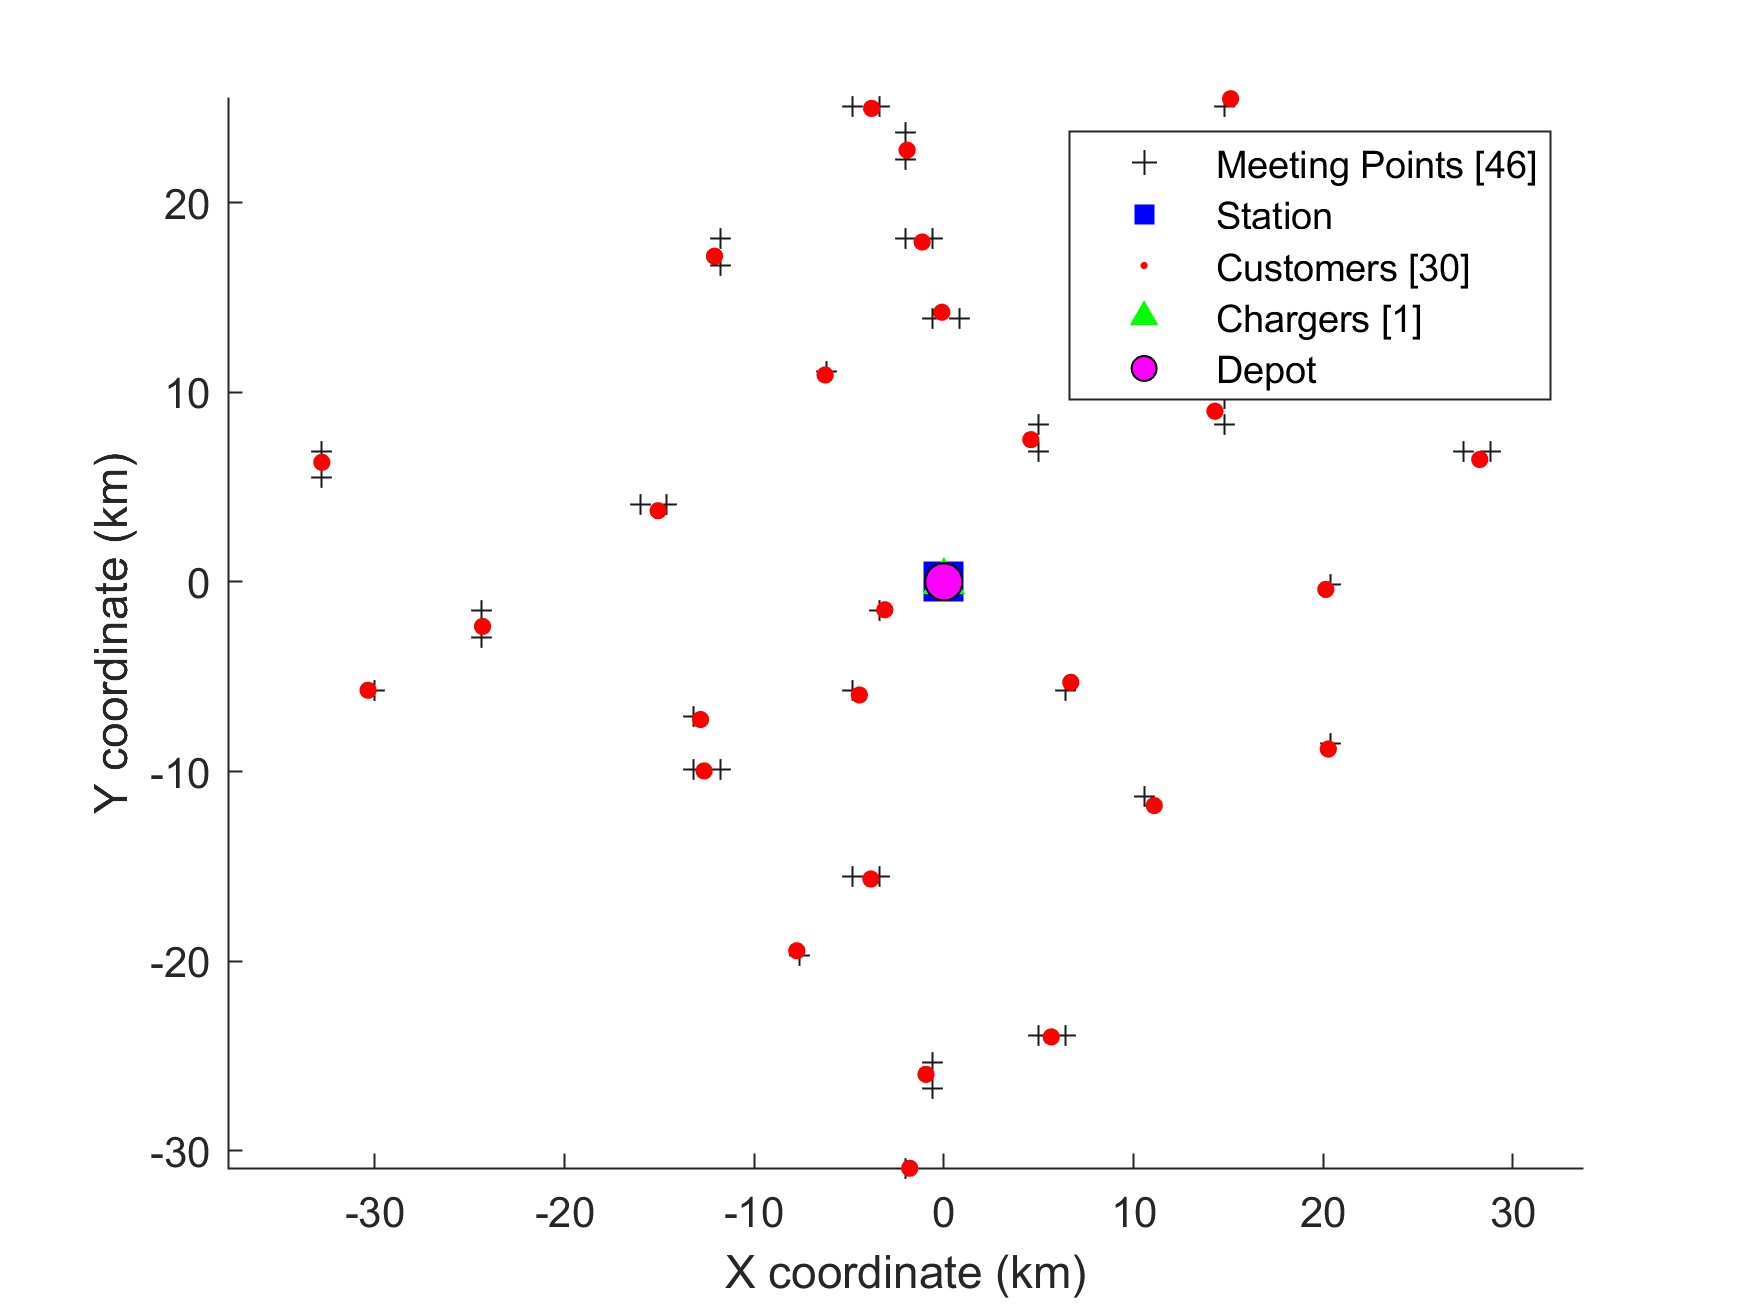 Meeting Points [46]
Station
Customers [30]
Chargers [1]
Depot
20
10
0
-10
-20
-30
Y coordinate (km)
-30 -20 -10 0 10 20 30
X coordinate (km)